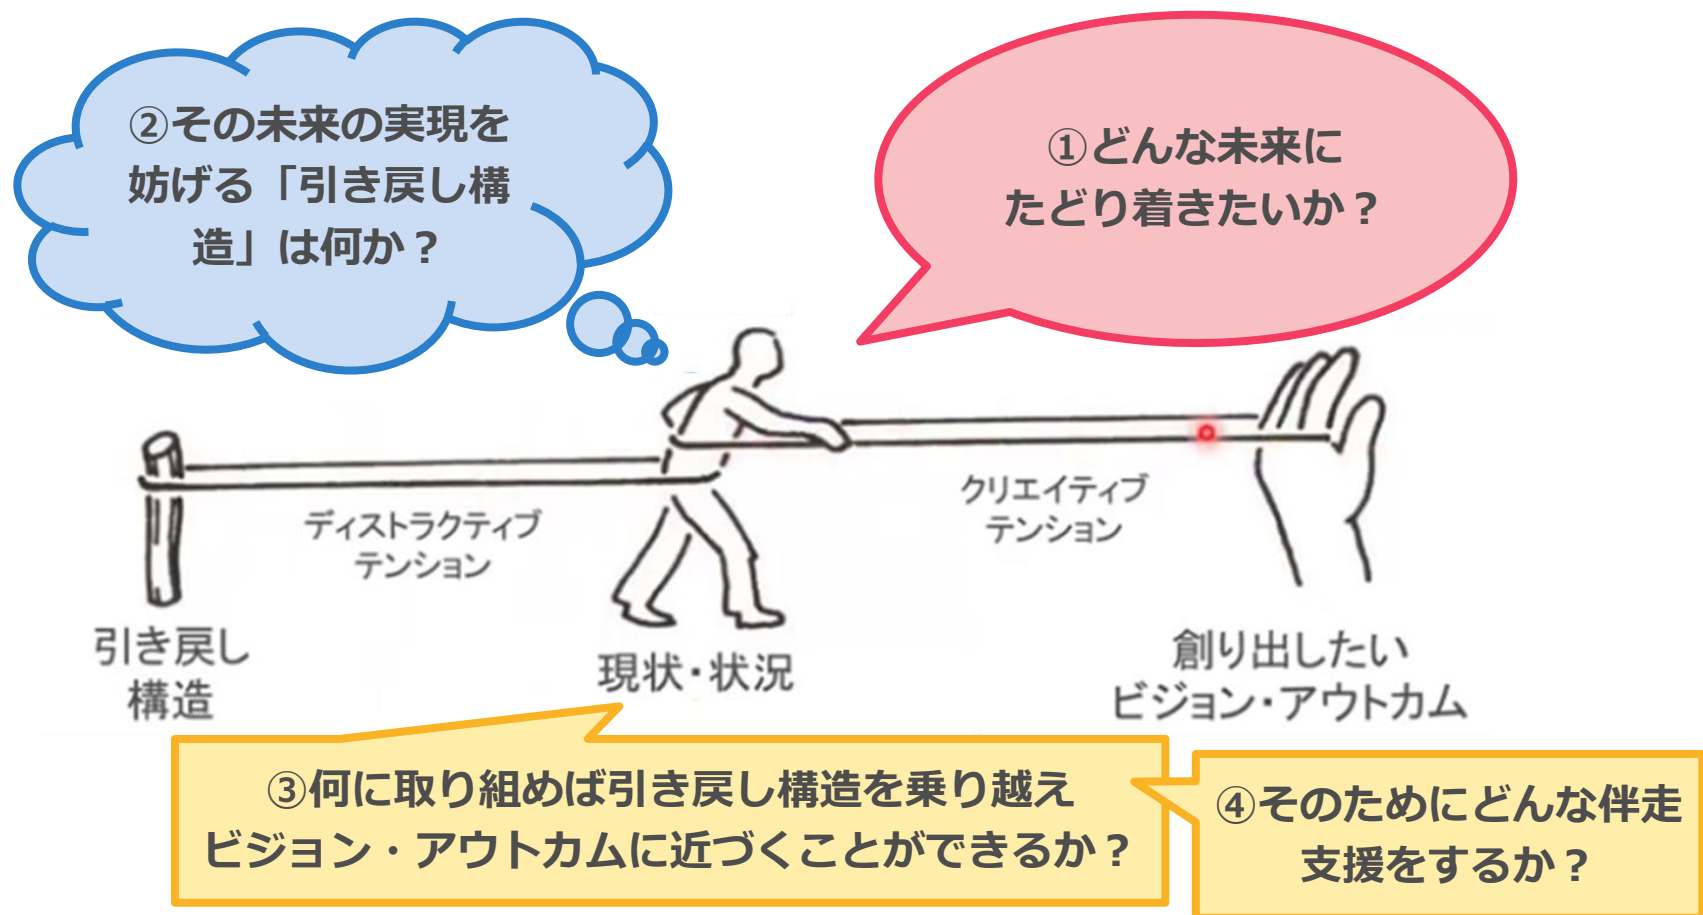 ②その未来の実現を
妨げる「引き戻し構
造」は何か？
①どんな未来に
たどり着きたいか？
ディストラクティブ
テンション
クリエイティブ
テンション
引き戻し
構造
現状・状況
創り出したい
ビジョン・アウトカム
③何に取り組めば引き戻し構造を乗り越え
ビジョン・アウトカムに近づくことができるか？
④そのためにどんな伴走
支援をするか？